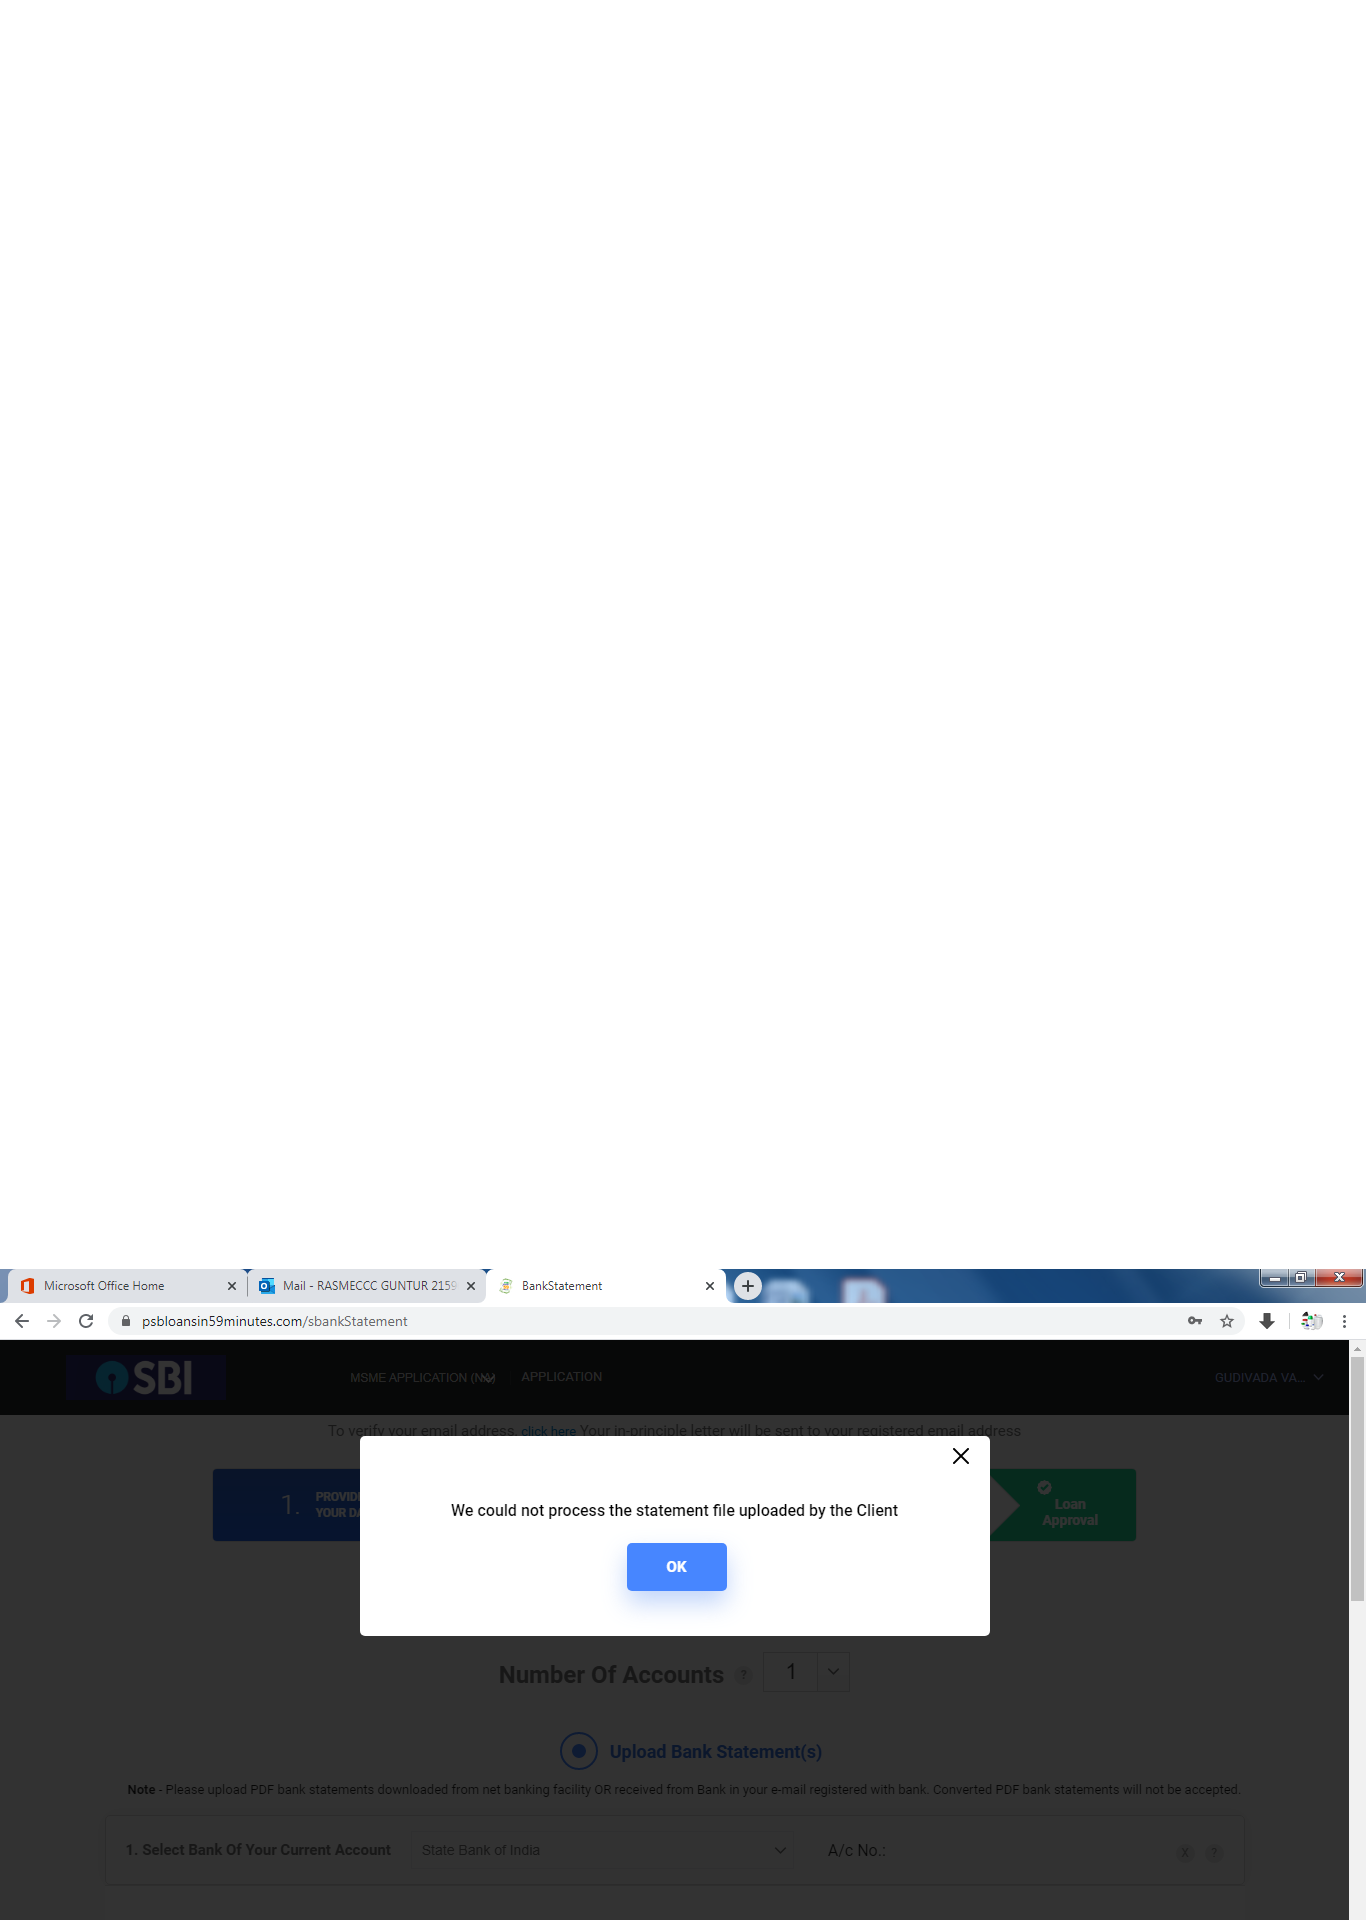 Microsoft Office Home
Mail - RASMECCC GUNTUR 2159
BankStatement
psbloansin59minutes.com/sbankStatement
SBI
MSME APPLICATION
APPLICATION
GUDIVADA VA...
To verify your email address, click here Your in-principle letter will be sent to your registered email address
We could not process the statement file uploaded by the Client
OK
1.
PROVIDE
YOUR DA
Loan
Approval
Number Of Accounts ? 1
Upload Bank Statement(s)
Note - Please upload PDF bank statements downloaded from net banking facility OR received from Bank in your e-mail registered with bank. Converted PDF bank statements will not be accepted.
1. Select Bank Of Your Current Account
State Bank of India
A/c No.:
X ?